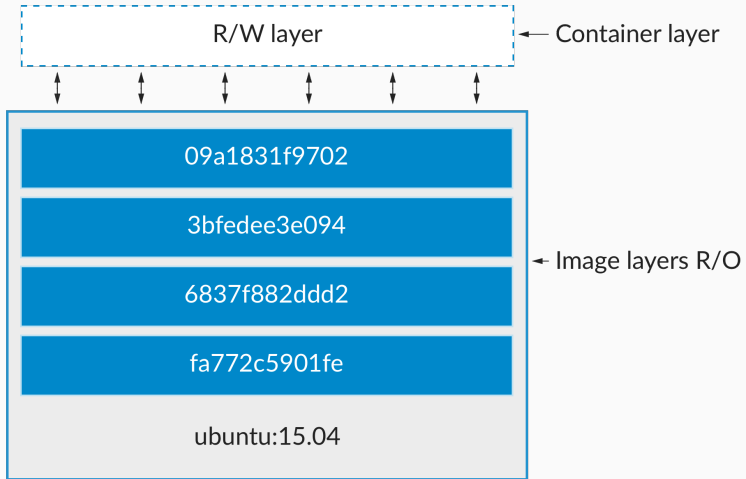 R/W layer
Container layer
09a1831f9702
3bfedee3e094
Image layers R/O
6837f882ddd2
fa772c5901fe
ubuntu:15.04